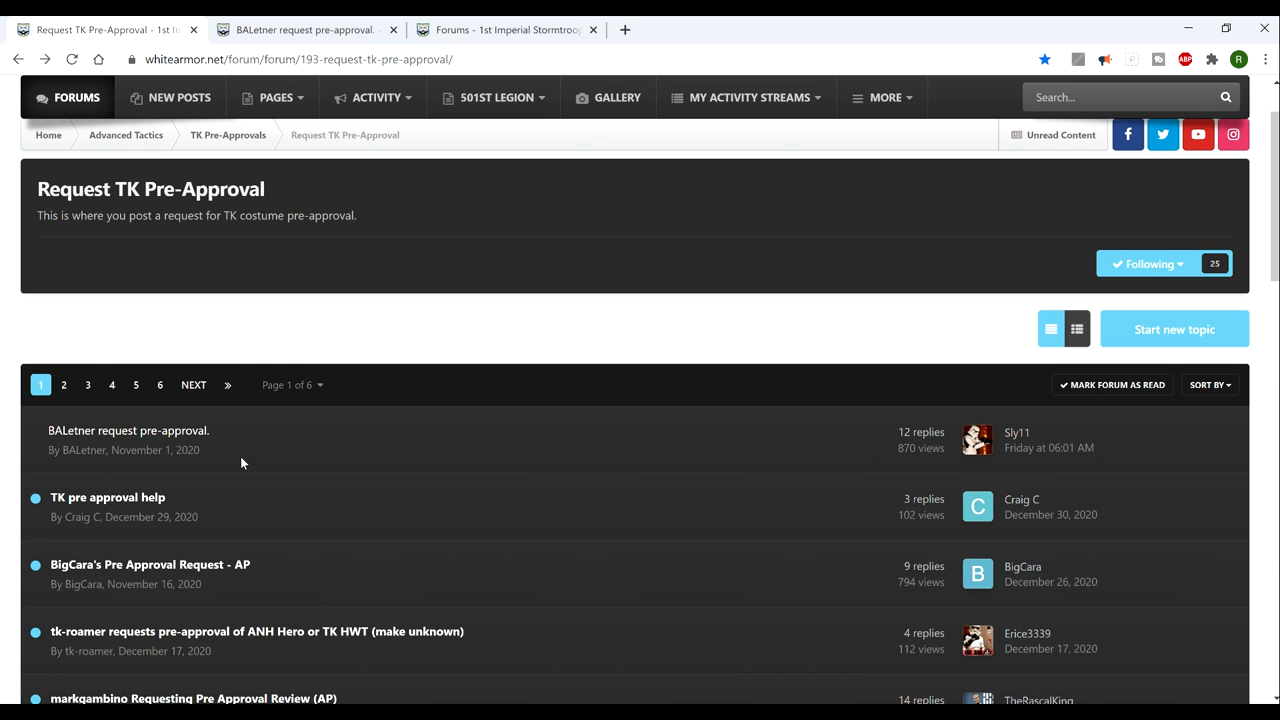 Request TK Pre-Approval - 1st In
BALetner request pre-approval. -
Forums - 1st Imperial Stormtroop
whitearmor.net/forum/forum/193-request-tk-pre-approval/
ABP
R
FORUMS NEW POSTS PAGES ACTIVITY 501ST LEGION GALLERY MY ACTIVITY STREAMS MORE Search...
Home Advanced Tactics TK Pre-Approvals Request TK Pre-Approval Unread Content
Request TK Pre-Approval
This is where you post a request for TK costume pre-approval.
Following 25
Start new topic
1 2 3 4 5 6 NEXT » Page 1 of 6 MARK FORUM AS READ SORT BY
BALetner request pre-approval.
By BALetner, November 1, 2020
12 replies
870 views
Sly11
Friday at 06:01 AM
TK pre approval help
By Craig C, December 29, 2020
3 replies
102 views
C
Craig C
December 30, 2020
BigCara's Pre Approval Request - AP
By BigCara, November 16, 2020
9 replies
794 views
B
BigCara
December 26, 2020
tk-roamer requests pre-approval of ANH Hero or TK HWT (make unknown)
By tk-roamer, December 17, 2020
4 replies
112 views
Erice3339
December 17, 2020
markgambino Requesting Pre Approval Review (AP)
14 replies
TheRascalKing